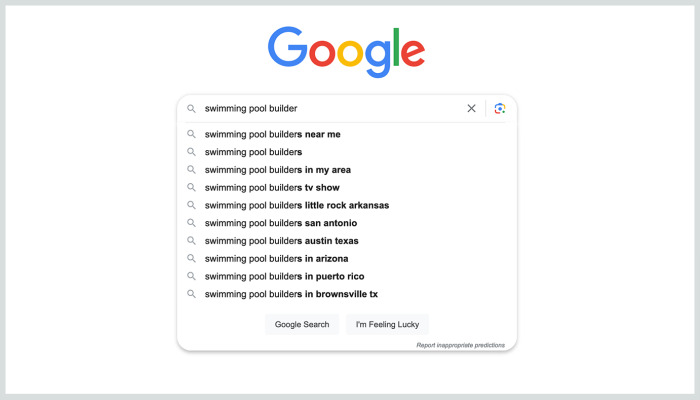 Google
swimming pool builder
swimming pool builders near me
swimming pool builders
swimming pool builders in my area
swimming pool builders tv show
swimming pool builders little rock arkansas
swimming pool builders san antonio
swimming pool builders austin texas
swimming pool builders in arizona
swimming pool builders in puerto rico
swimming pool builders in brownsville tx
Google Search I'm Feeling Lucky
Report inappropriate predictions